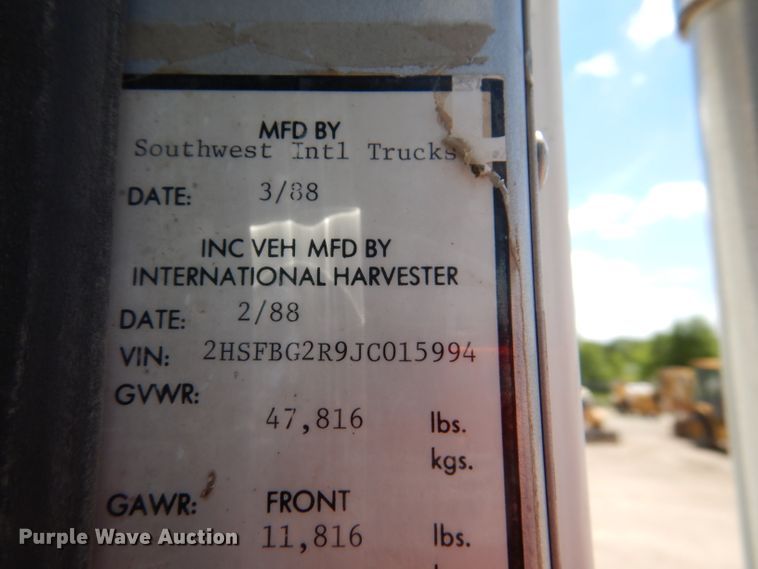 MFD BY
Southwest Intl Trucks
DATE: 3/88
INC VEH MFD BY
INTERNATIONAL HARVESTER
DATE: 2/88
VIN: 2HSFBG2R9JC015994
GVWR:
47,816 lbs.
kgs.
GAWR: FRONT
11,816 lbs.
Purple Wave Auction